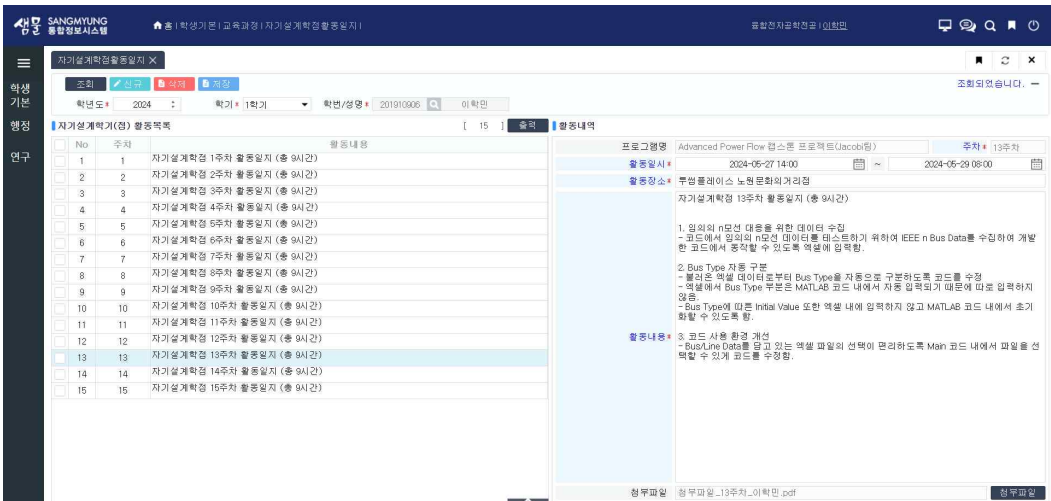 샘물 SANGMYUNG 통합정보시스템
홈 | 학생기본 | 교육과정 | 자기설계학점활동일지 |
융합전자공학전공 | 이학민
자기설계학점활동일지 X
학생기본
행정
연구
조회 신규 삭제 저장
조회되었습니다.
학년도* 2024 학기* 1학기 학번/성명* 201910906 이학민
자기설계학기(점) 활동목록 [ 15 ] 출력
No 주차 활동내용
1 1 자기설계학점 1주차 활동일지 (총 9시간)
2 2 자기설계학점 2주차 활동일지 (총 9시간)
3 3 자기설계학점 3주차 활동일지 (총 9시간)
4 4 자기설계학점 4주차 활동일지 (총 9시간)
5 5 자기설계학점 5주차 활동일지 (총 9시간)
6 6 자기설계학점 6주차 활동일지 (총 9시간)
7 7 자기설계학점 7주차 활동일지 (총 9시간)
8 8 자기설계학점 8주차 활동일지 (총 9시간)
9 9 자기설계학점 9주차 활동일지 (총 9시간)
10 10 자기설계학점 10주차 활동일지 (총 9시간)
11 11 자기설계학점 11주차 활동일지 (총 9시간)
12 12 자기설계학점 12주차 활동일지 (총 9시간)
13 13 자기설계학점 13주차 활동일지 (총 9시간)
14 14 자기설계학점 14주차 활동일지 (총 9시간)
15 15 자기설계학점 15주차 활동일지 (총 9시간)
활동내역
프로그램명 Advanced Power Flow 캡스톤 프로젝트(Jacobi팀) 주차* 13주차
활동일시* 2024-05-27 14:00 ~ 2024-05-29 08:00
활동장소* 투썸플레이스 노원문화의거리점
활동내용*
자기설계학점 13주차 활동일지 (총 9시간)
1. 임의의 n모선 대응을 위한 데이터 수집
- 코드에서 임의의 n모선 데이터를 테스트하기 위하여 IEEE n Bus Data를 수집하여 개발
한 코드에서 동작할 수 있도록 엑셀에 입력함.
2. Bus Type 자동 구분
- 불러온 엑셀 데이터로부터 Bus Type을 자동으로 구분하도록 코드를 수정
- 엑셀에서 Bus Type 부분은 MATLAB 코드 내에서 자동 입력되기 때문에 따로 입력하지
않음.
- Bus Type에 따른 Initial Value 또한 엑셀 내에 입력하지 않고 MATLAB 코드 내에서 초기
화할 수 있도록 함.
3. 코드 사용 환경 개선
- Bus/Line Data를 담고 있는 엑셀 파일의 선택이 편리하도록 Main 코드 내에서 파일을 선
택할 수 있게 코드를 수정함.
첨부파일 첨부파일_13주차_이학민.pdf 첨부파일